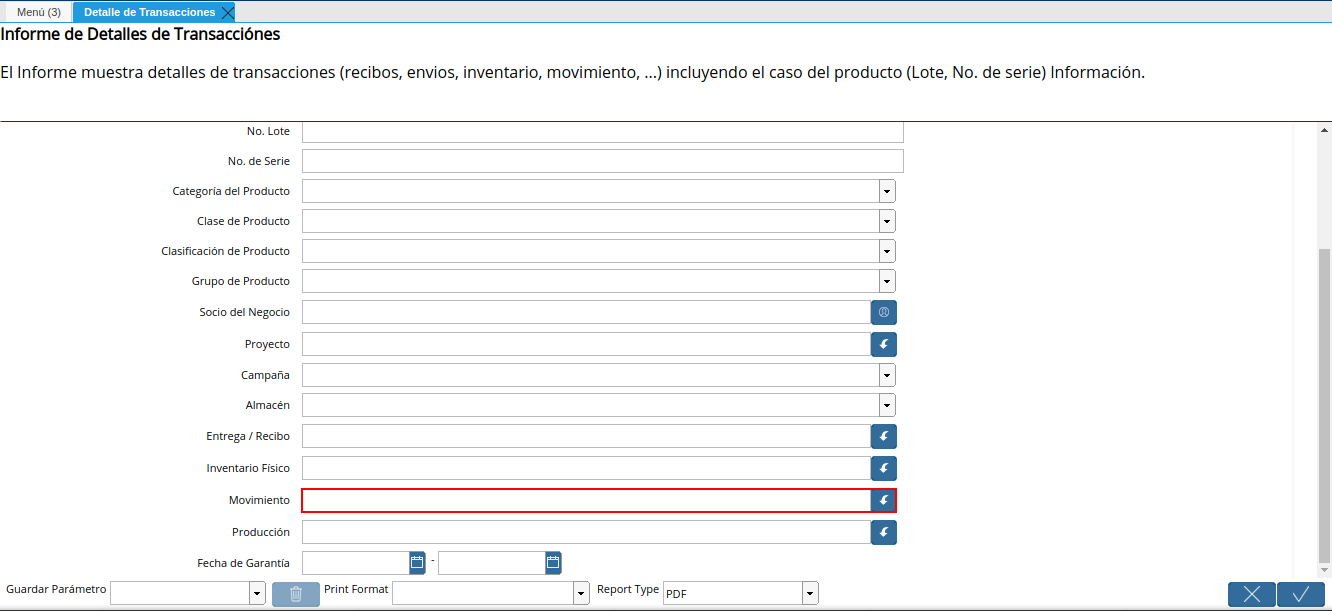 Menú (3)
Detalle de Transacciones
Informe de Detalles de Transacciónes
El Informe muestra detalles de transacciones (recibos, envios, inventario, movimiento, ...) incluyendo el caso del producto (Lote, No. de serie) Información.
No. Lote
No. de Serie
Categoría del Producto
Clase de Producto
Clasificación de Producto
Grupo de Producto
Socio del Negocio
Proyecto
Campaña
Almacén
Entrega / Recibo
Inventario Físico
Movimiento
Producción
Fecha de Garantía -
Guardar Parámetro Print Format Report Type PDF